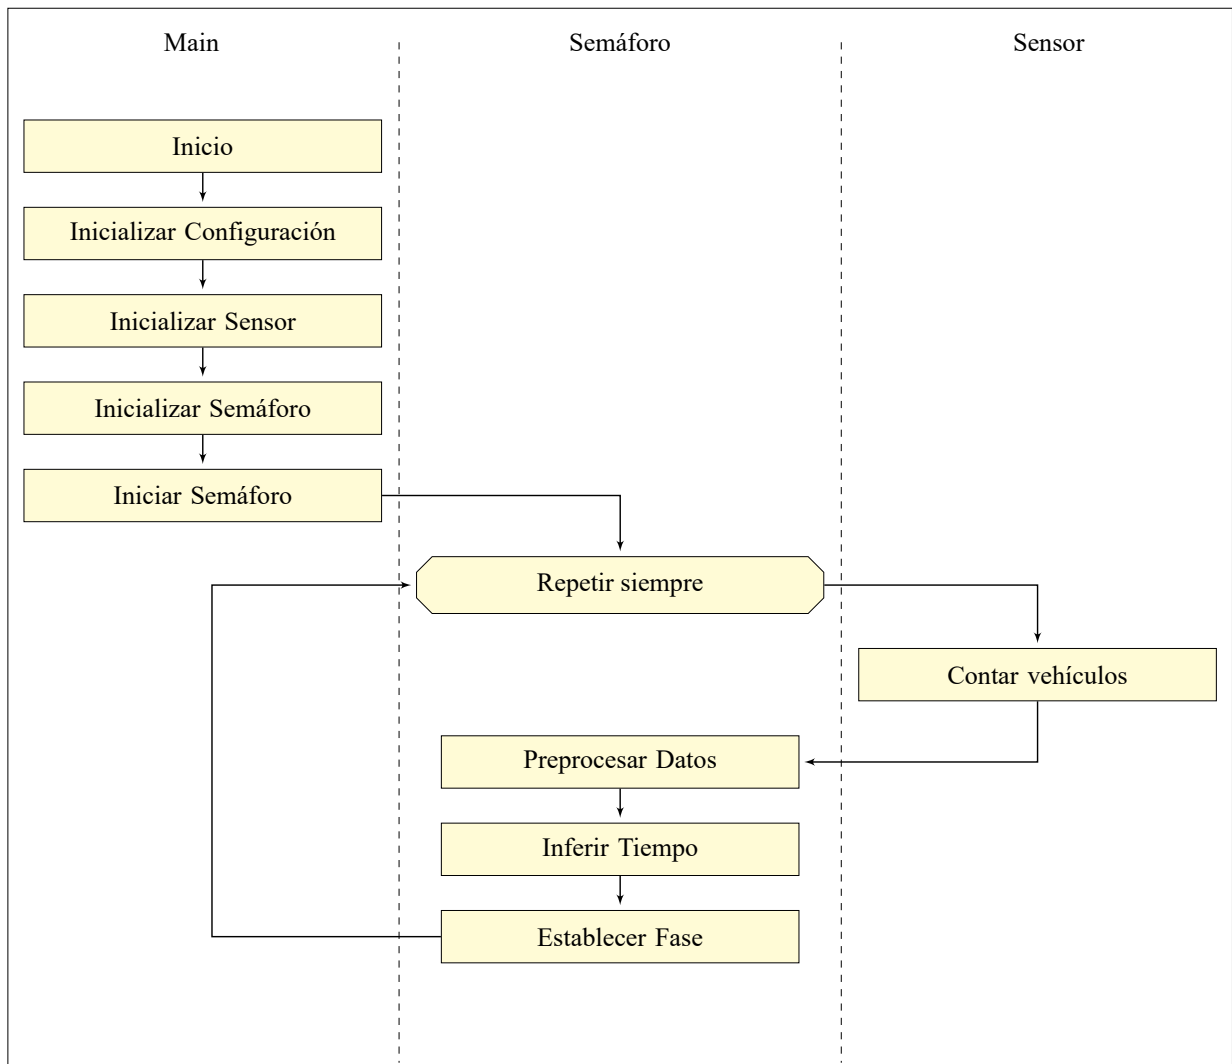 Main
Semáforo
Sensor
Inicio
Inicializar Configuración
Inicializar Sensor
Inicializar Semáforo
Iniciar Semáforo
Repetir siempre
Contar vehículos
Preprocesar Datos
Inferir Tiempo
Establecer Fase